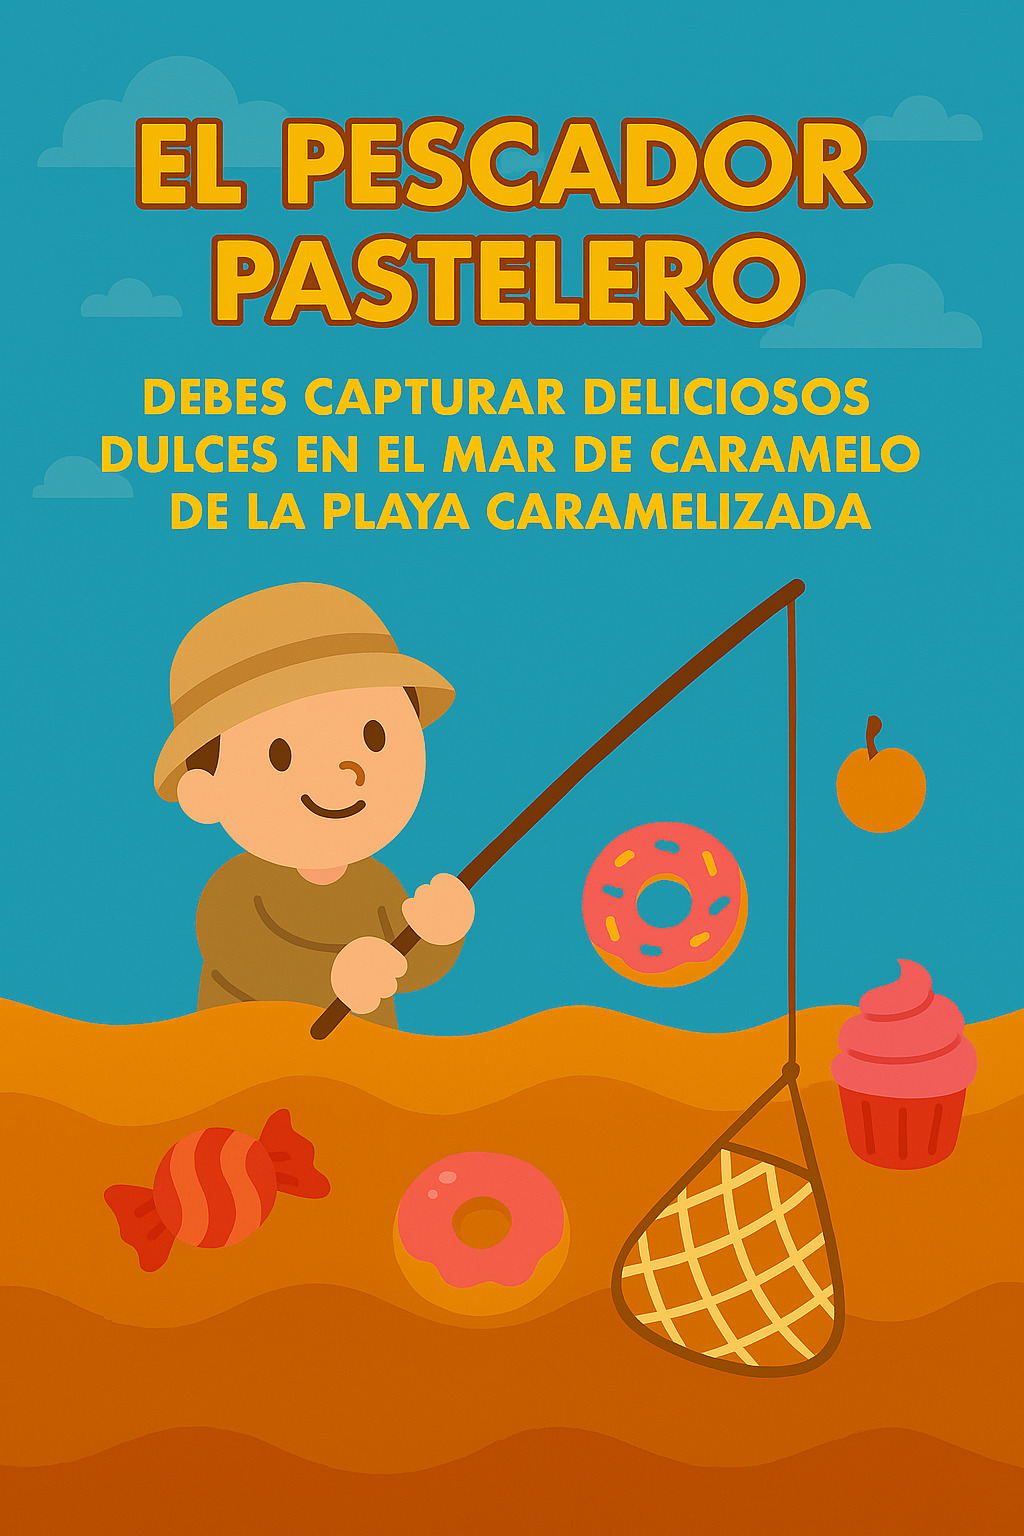 EL PESCADOR
PASTELERO
DEBES CAPTURAR DELICIOSOS
DULCES EN EL MAR DE CARAMELO
DE LA PLAYA CARAMELIZADA